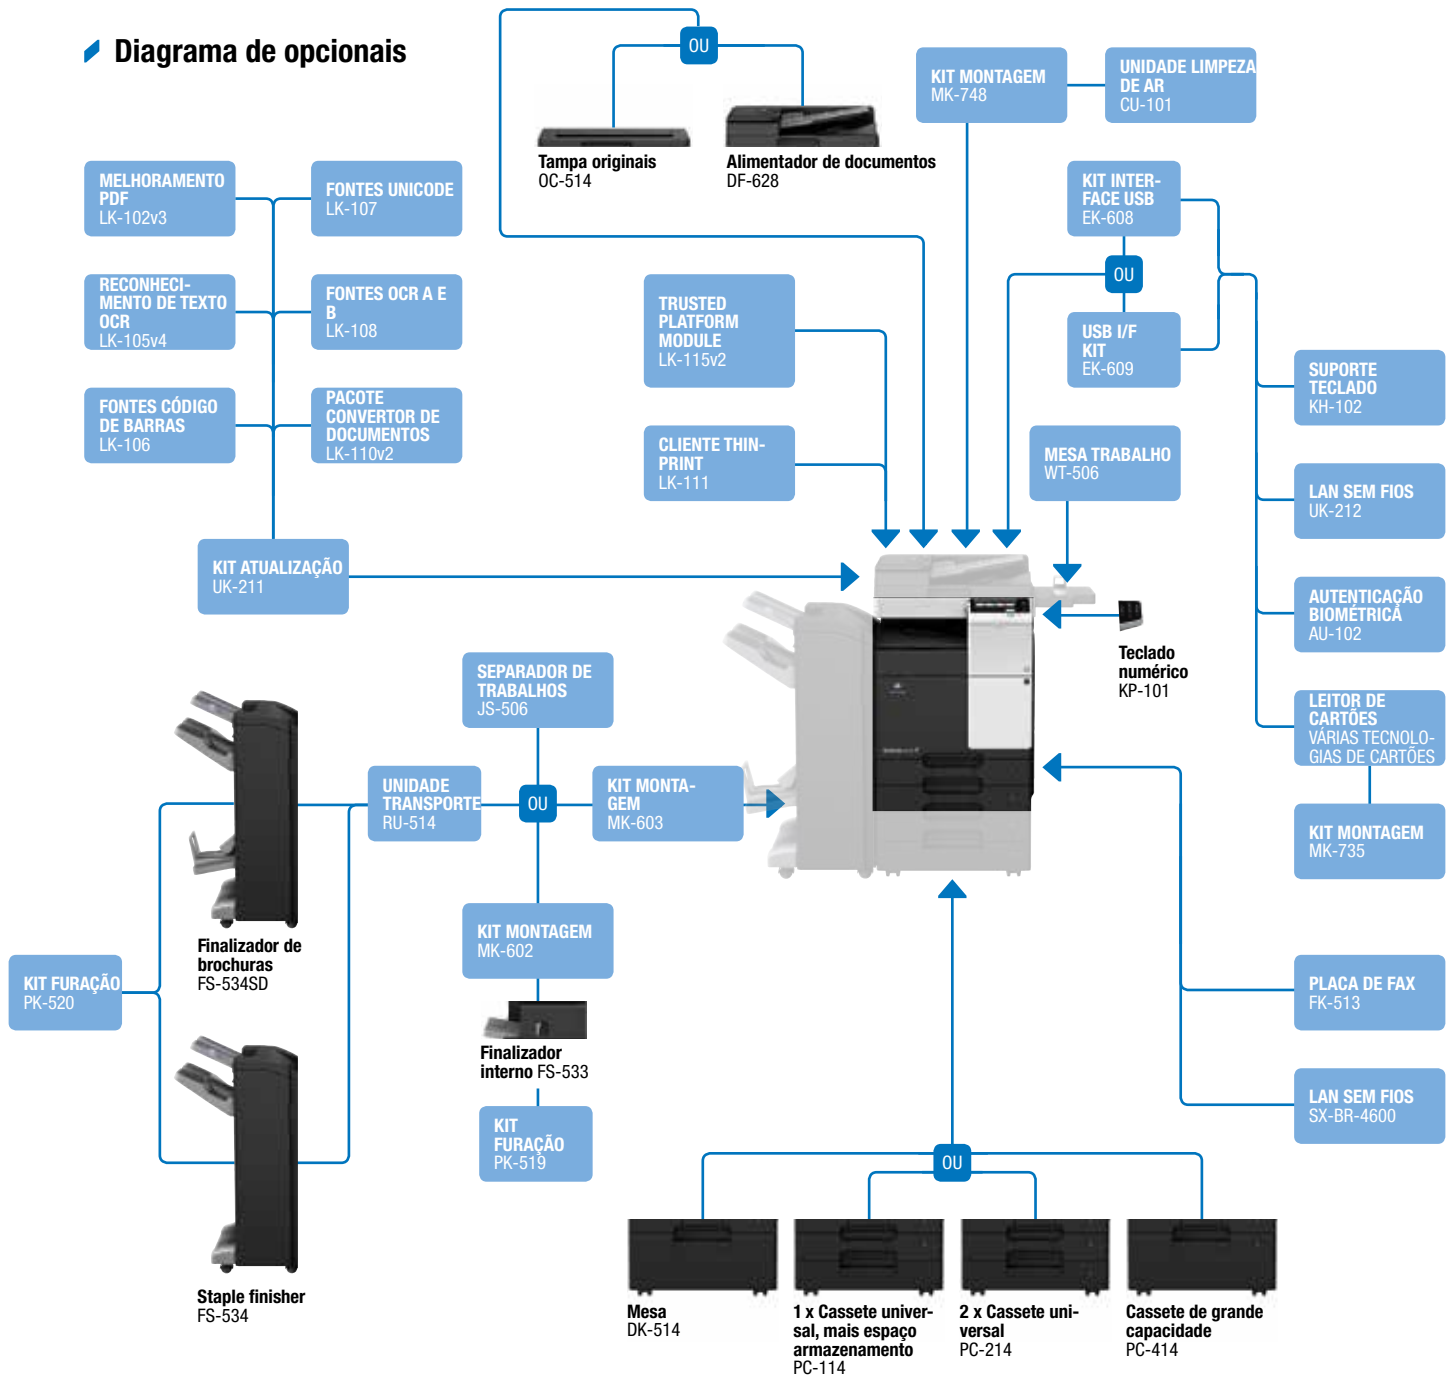 Diagrama de opcionais
OU
Tampa originais
OC-514
Alimentador de documentos
DF-628
KIT MONTAGEM
MK-748
UNIDADE LIMPEZA
DE AR
CU-101
MELHORAMENTO
PDF
LK-102v3
FONTES UNICODE
LK-107
RECONHECI-
MENTO DE TEXTO
OCR
LK-105v4
FONTES OCR A E
B
LK-108
FONTES CÓDIGO
DE BARRAS
LK-106
PACOTE
CONVERTOR DE
DOCUMENTOS
LK-110v2
KIT ATUALIZAÇÃO
UK-211
TRUSTED
PLATFORM
MODULE
LK-115v2
CLIENTE THIN-
PRINT
LK-111
KIT INTER-
FACE USB
EK-608
OU
USB I/F
KIT
EK-609
MESA TRABALHO
WT-506
SUPORTE
TECLADO
KH-102
LAN SEM FIOS
UK-212
AUTENTICAÇÃO
BIOMÉTRICA
AU-102
LEITOR DE
CARTÕES
VÁRIAS TECNOLO-
GIAS DE CARTÕES
KIT MONTAGEM
MK-735
Teclado
numérico
KP-101
SEPARADOR DE
TRABALHOS
JS-506
UNIDADE
TRANSPORTE
RU-514
OU
KIT MONTA-
GEM
MK-603
KIT MONTAGEM
MK-602
Finalizador
interno FS-533
KIT
FURAÇÃO
PK-519
Finalizador de
brochuras
FS-534SD
KIT FURAÇÃO
PK-520
Staple finisher
FS-534
PLACA DE FAX
FK-513
LAN SEM FIOS
SX-BR-4600
OU
Mesa
DK-514
1 x Cassete univer-
sal, mais espaço
armazenamento
PC-114
2 x Cassete uni-
versal
PC-214
Cassete de grande
capacidade
PC-414